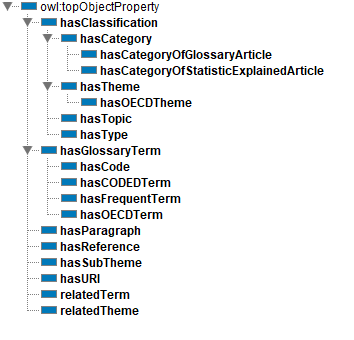 owl:topObjectProperty
hasClassification
hasCategory
hasCategoryOfGlossaryArticle
hasCategoryOfStatisticExplainedArticle
hasTheme
hasOECDTheme
hasTopic
hasType
hasGlossaryTerm
hasCode
hasCODEDTerm
hasFrequentTerm
hasOECDTerm
hasParagraph
hasReference
hasSubTheme
hasURI
relatedTerm
relatedTheme